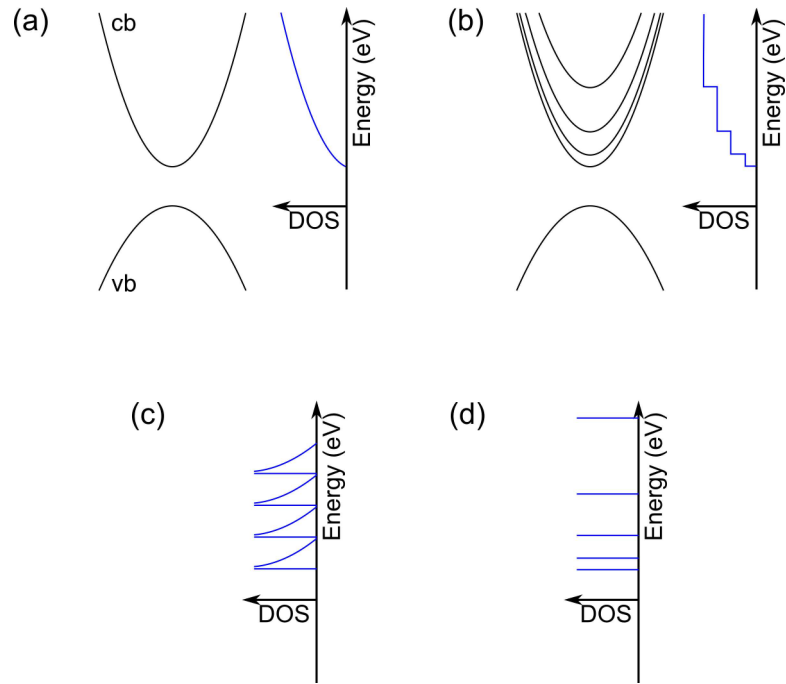 (a)
cb
vb
DOS
Energy (eV)
(b)
DOS
Energy (eV)
(c)
DOS
Energy (eV)
(d)
DOS
Energy (eV)